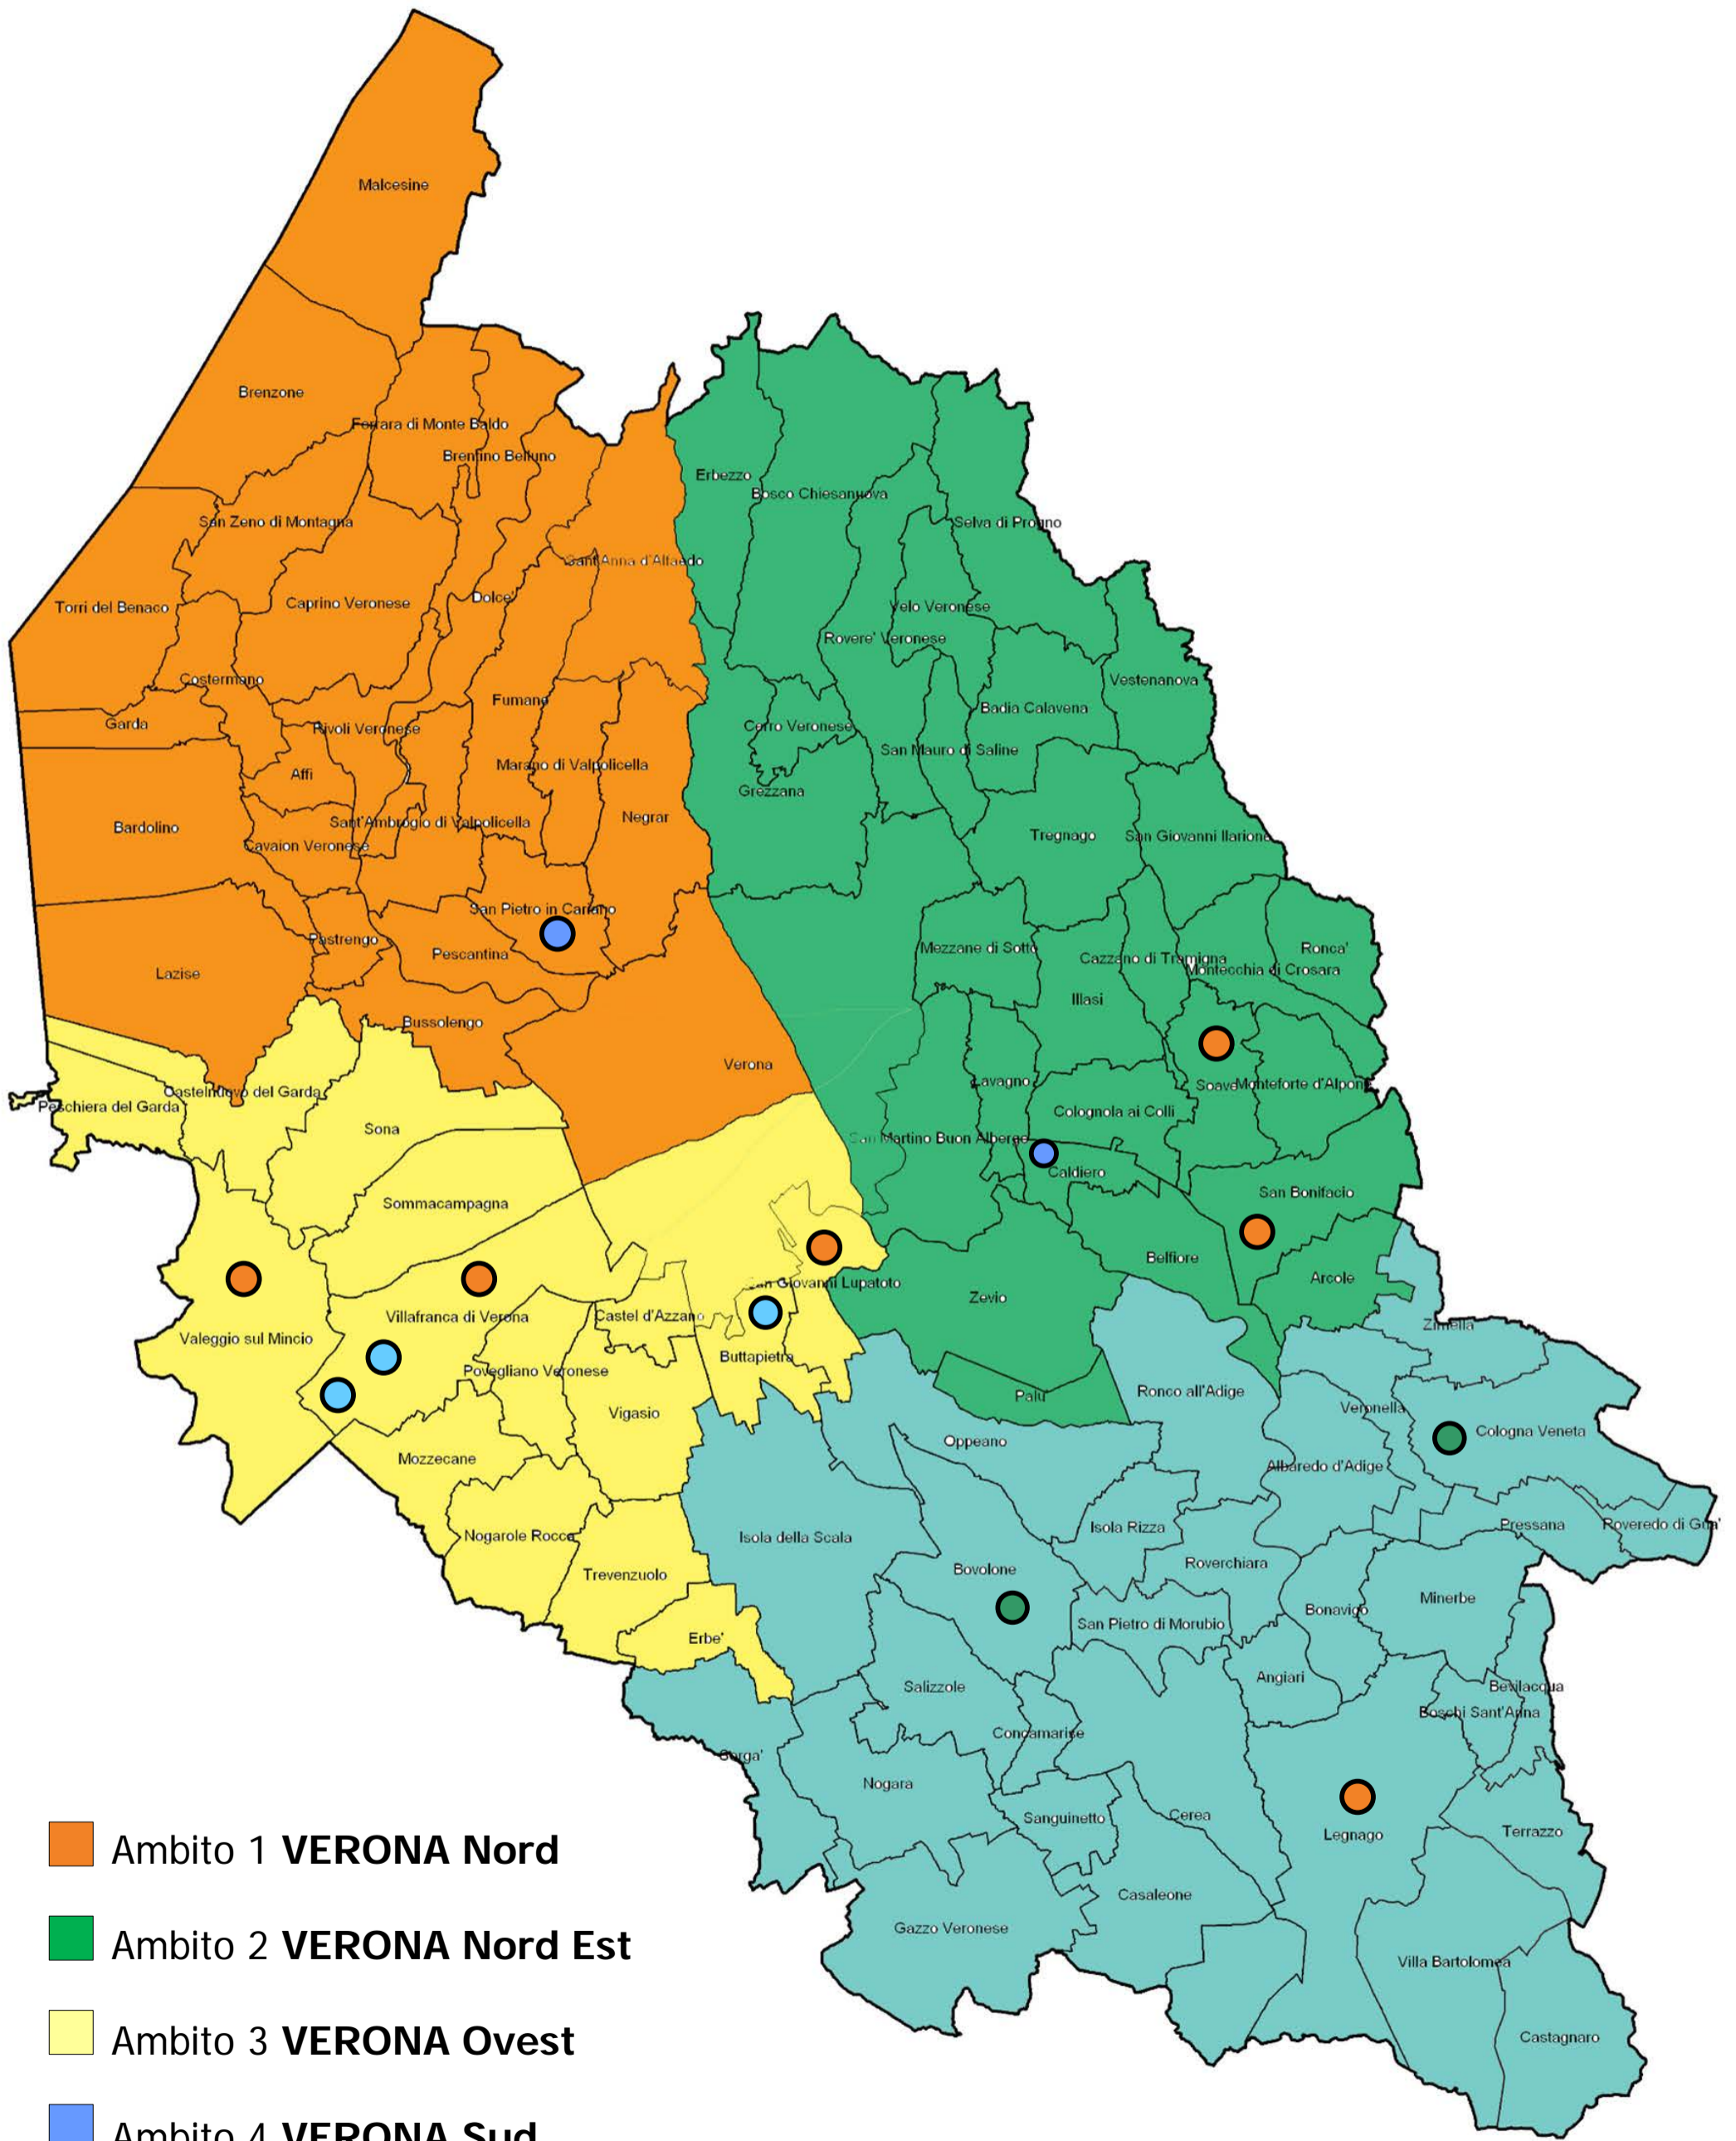 Malcesine
Brenzone
Ferrara di Monte Baldo
Brentino Belluno
Erbezzo
Bosco Chiesanuova
San Zeno di Montagna
Selva di Progno
Sant'Anna d'Alfaedo
Torri del Benaco
Caprino Veronese
Dolce'
Velo Veronese
Rovere' Veronese
Costermano
Vestenanova
Fumane
Badia Calavena
Garda
Rivoli Veronese
Cerro Veronese
San Mauro di Saline
Affi
Marano di Valpolicella
Grezzana
Bardolino
Sant'Ambrogio di Valpolicella
Negrar
Tregnago
San Giovanni Ilarione
Cavaion Veronese
San Pietro in Cariano
Pastrengo
Pescantina
Mezzane di Sotto
Cazzano di Tramigna
Ronca'
Montecchia di Crosara
Lazise
Illasi
Bussolengo
Verona
Lavagno
Soave
Monteforte d'Alpone
Castelnuovo del Garda
Peschiera del Garda
Colognola ai Colli
Sona
San Martino Buon Albergo
Caldiero
San Bonifacio
Sommacampagna
Belfiore
Arcole
San Giovanni Lupatoto
Zevio
Villafranca di Verona
Castel d'Azzano
Zimella
Valeggio sul Mincio
Buttapietra
Povegliano Veronese
Palu'
Ronco all'Adige
Vigasio
Veronella
Cologna Veneta
Oppeano
Mozzecane
Albaredo d'Adige
Nogarole Rocca
Isola della Scala
Isola Rizza
Pressana
Roveredo di Gua'
Trevenzuolo
Bovolone
Roverchiara
Minerbe
Bonavigo
San Pietro di Morubio
Erbe'
Angiari
Salizzole
Bevilacqua
Boschi Sant'Anna
Concamarise
Sorga'
Nogara
Sanguinetto
Cerea
Legnago
Terrazzo
Casaleone
Gazzo Veronese
Villa Bartolomea
Castagnaro
Ambito 1 VERONA Nord
Ambito 2 VERONA Nord Est
Ambito 3 VERONA Ovest
Ambito 4 VERONA Sud